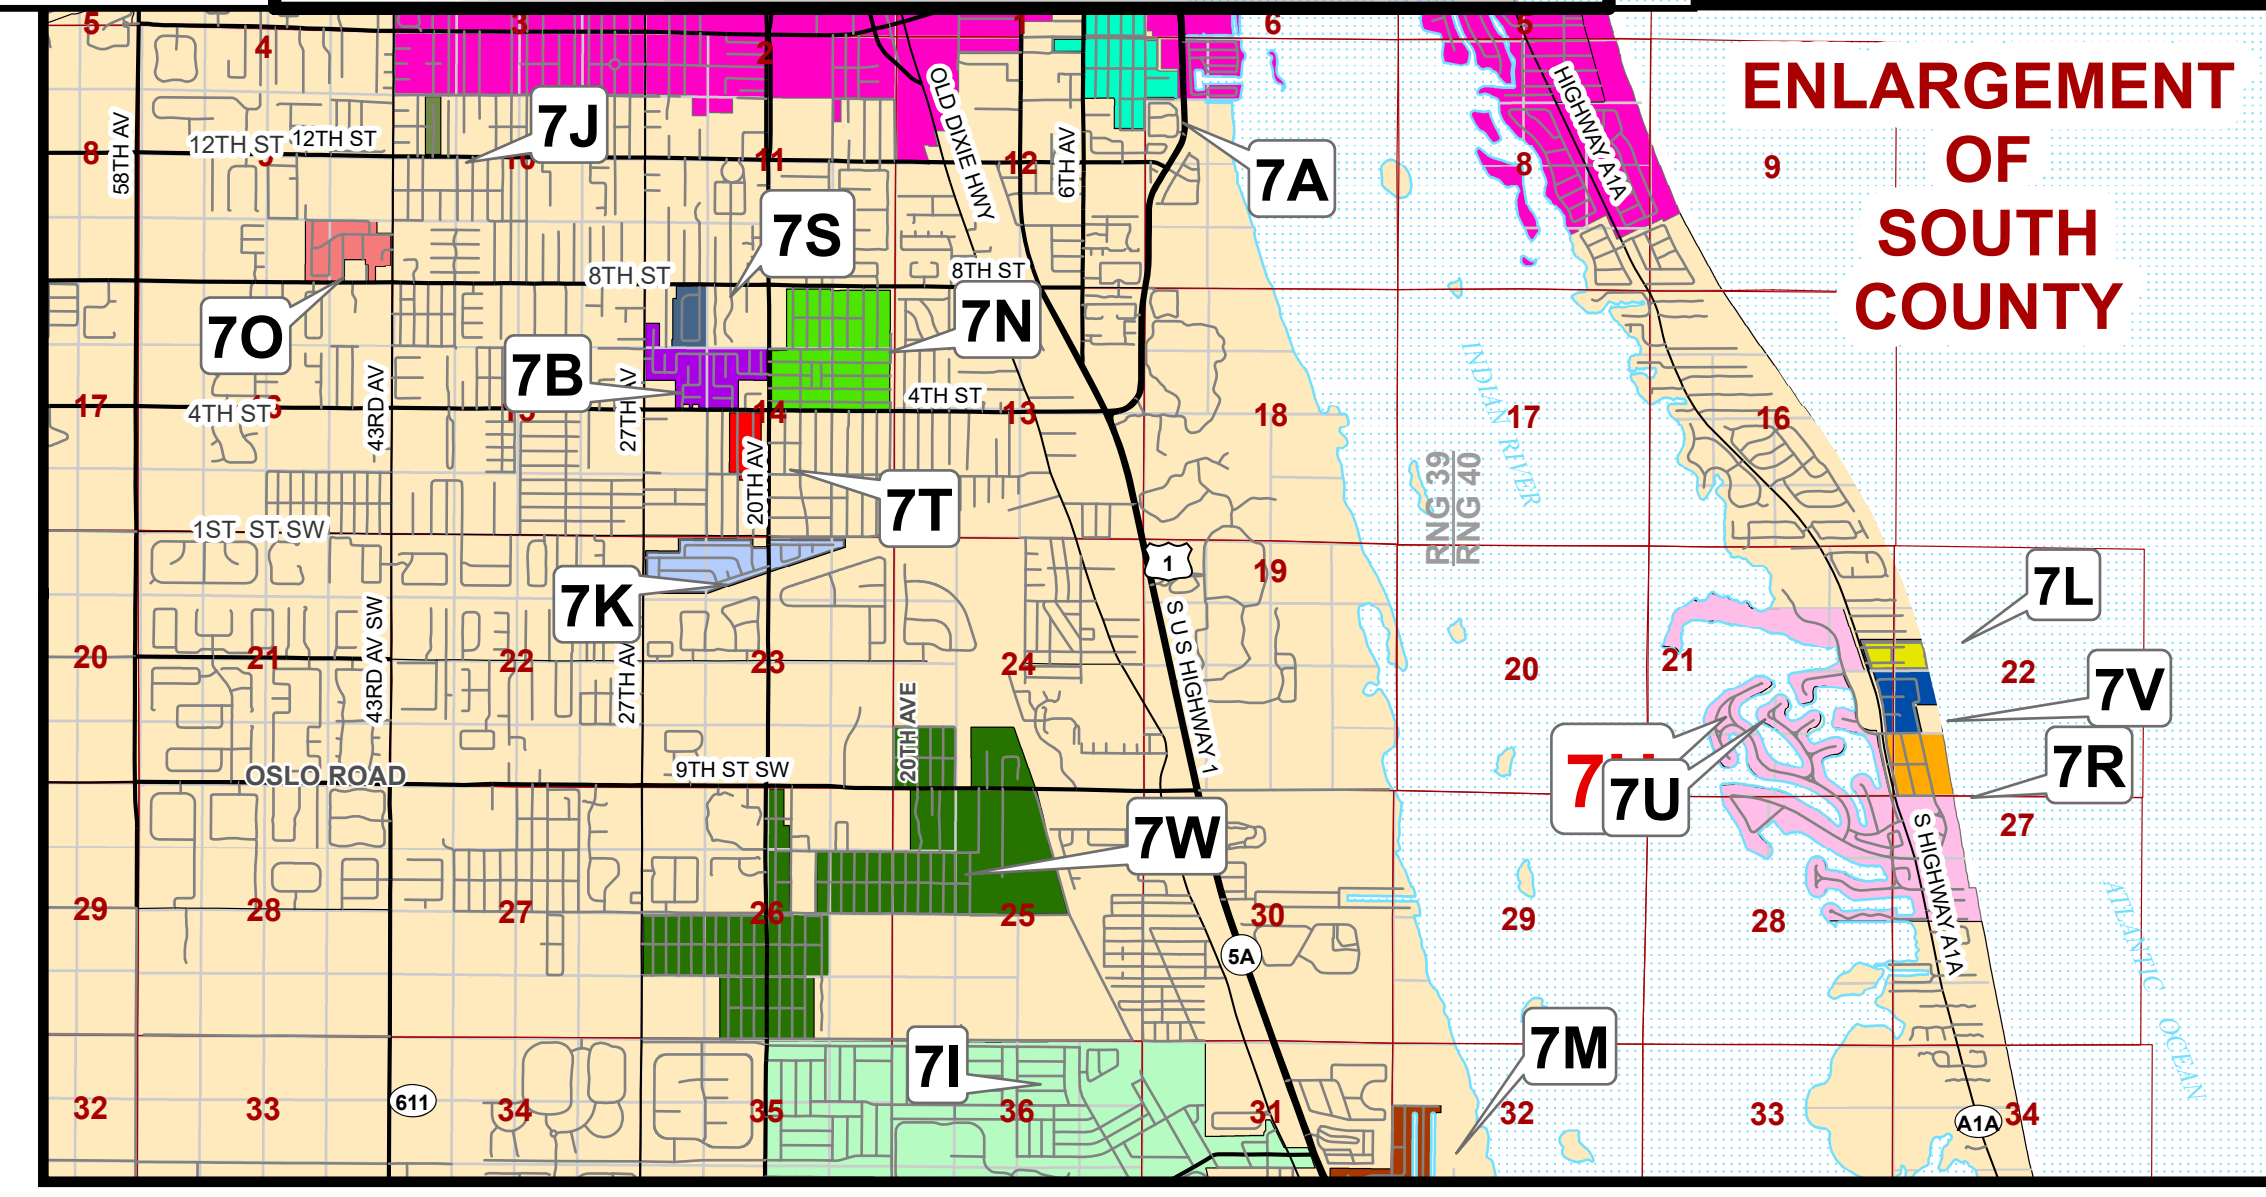 ENLARGEMENT
OF
SOUTH
COUNTY
5
4
3
2
1
6
5
58TH AV
8
12TH ST
12TH ST
9
7J
10
11
OLD DIXIE HWY
12
6TH AV
7A
HIGHWAY A1A
8
9
7S
7O
8TH ST
8TH ST
7N
7B
43RD AV
27TH AV
4TH ST
4TH ST
17
16
15
14
13
18
INDIAN RIVER
17
16
20TH AV
7T
RNG 39
RNG 40
1ST ST SW
1
19
7K
43RD AV SW
27TH AV
S US HIGHWAY 1
7L
20
21
22
23
24
20
21
22
7V
20TH AVE
7U
7R
OSLO ROAD
9TH ST SW
7W
27
S HIGHWAY A1A
29
28
27
26
25
30
29
28
ATLANTIC OCEAN
5A
7I
7M
32
33
611
34
35
36
31
32
33
A1A
34